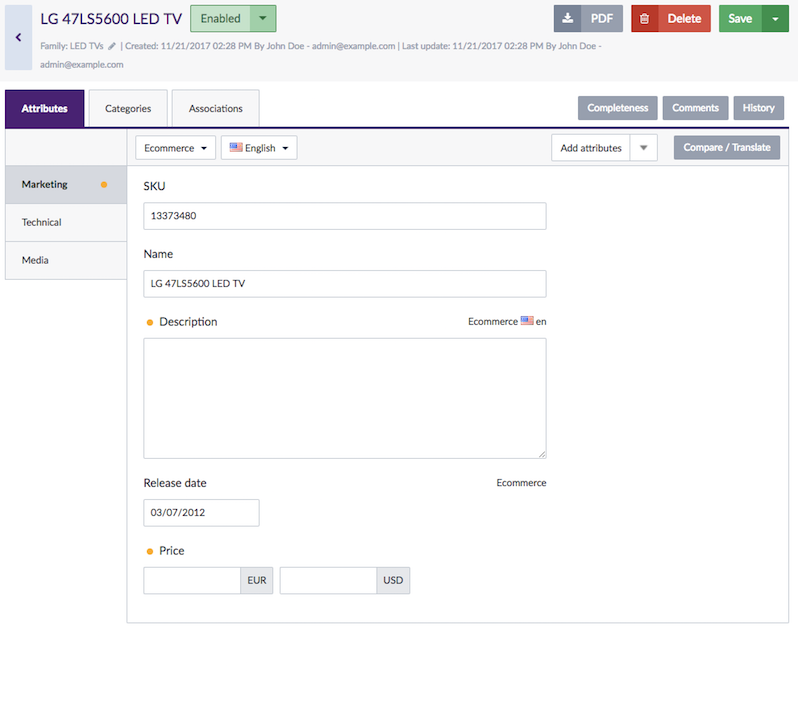 LG 47LS5600 LED TV Enabled PDF Delete Save
Family: LED TVs | Created: 11/21/2017 02:28 PM By John Doe - admin@example.com | Last update: 11/21/2017 02:28 PM By John Doe -
admin@example.com
Attributes Categories Associations Completeness Comments History
Ecommerce English Add attributes Compare / Translate
Marketing
Technical
Media
SKU
13373480
Name
LG 47LS5600 LED TV
Description Ecommerce en
Release date Ecommerce
03/07/2012
Price
EUR USD